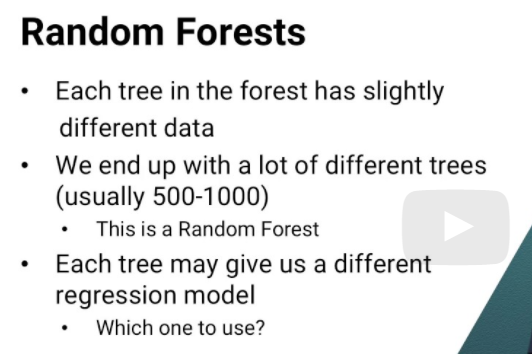 Random Forests
• Each tree in the forest has slightly
different data
• We end up with a lot of different trees
(usually 500-1000)
• This is a Random Forest
• Each tree may give us a different
regression model
• Which one to use?